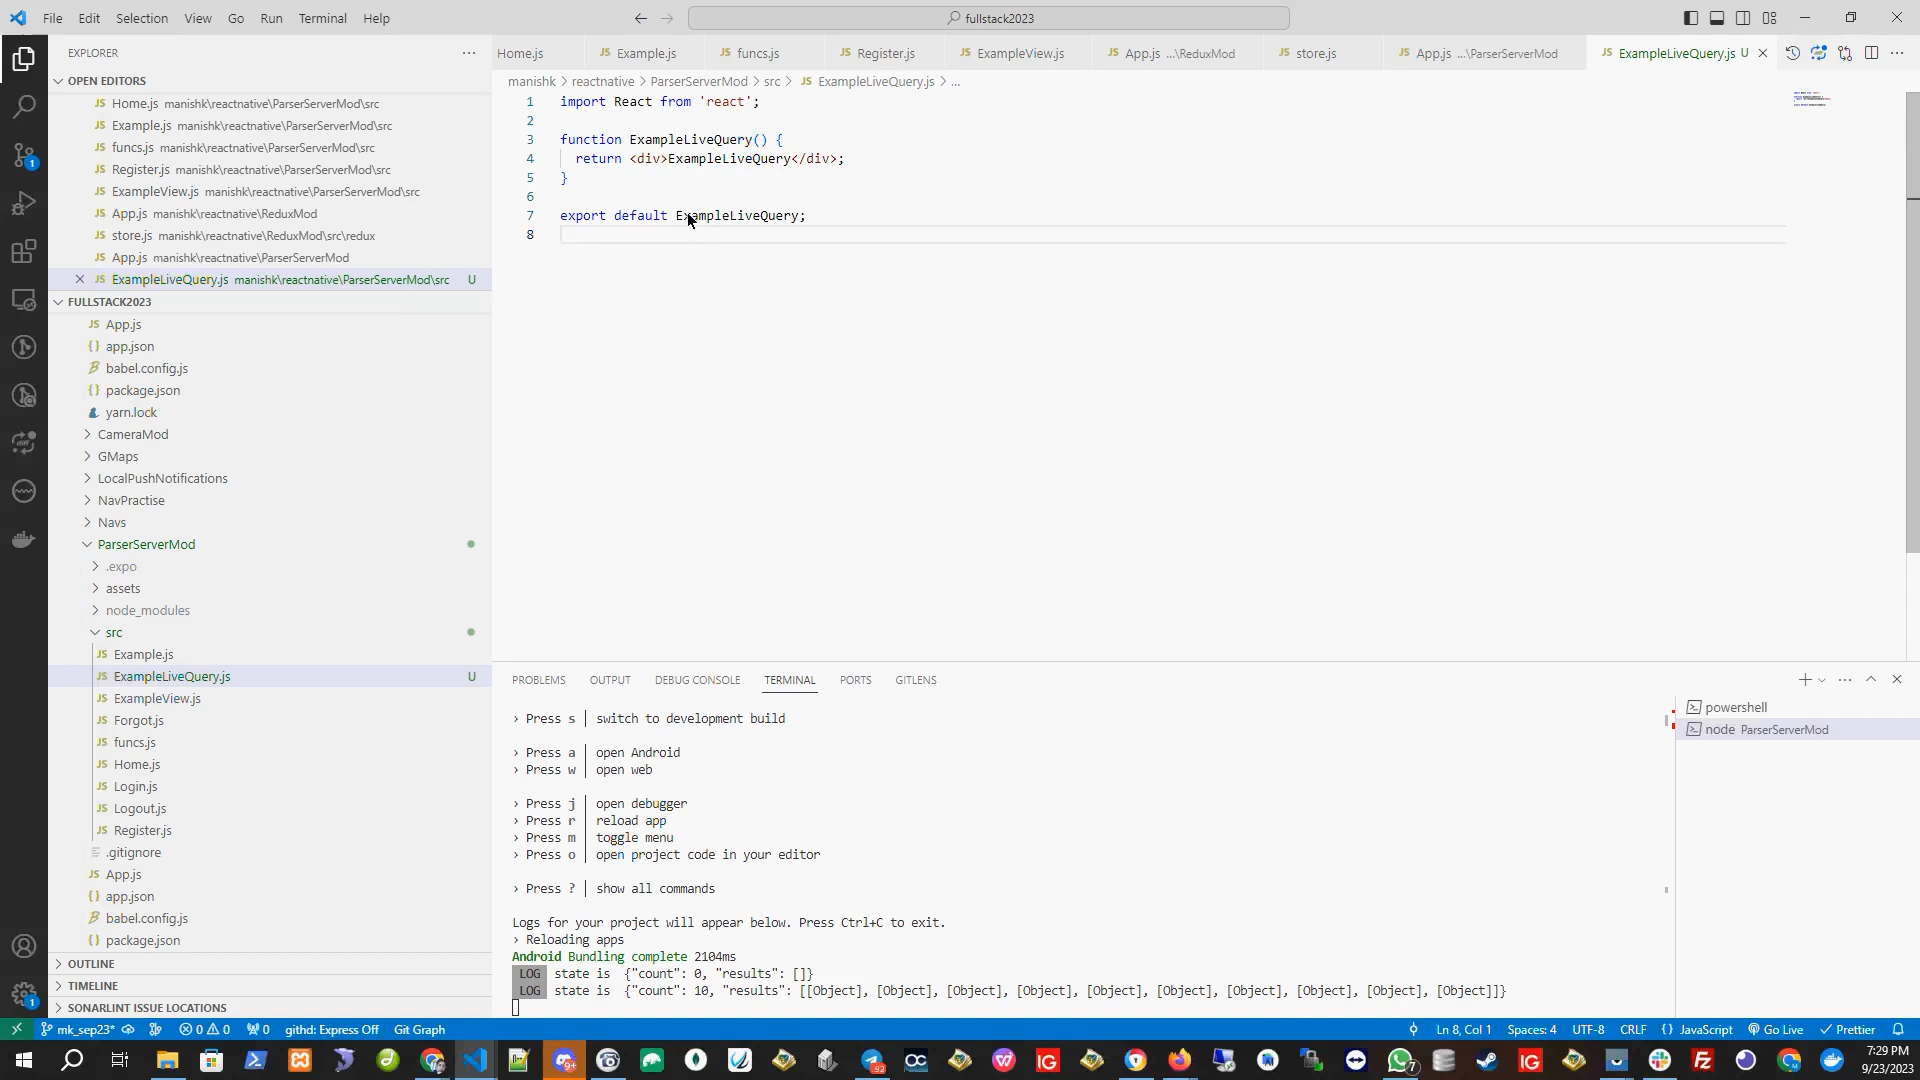 File Edit Selection View Go Run Terminal Help
fullstack2023
EXPLORER
OPEN EDITORS
Home.js manishk\reactnative\ParserServerMod\src
Example.js manishk\reactnative\ParserServerMod\src
funcs.js manishk\reactnative\ParserServerMod\src
Register.js manishk\reactnative\ParserServerMod\src
ExampleView.js manishk\reactnative\ParserServerMod\src
App.js manishk\reactnative\ReduxMod
store.js manishk\reactnative\ReduxMod\src\redux
App.js manishk\reactnative\ParserServerMod
ExampleLiveQuery.js manishk\reactnative\ParserServerMod\src U
FULLSTACK2023
App.js
app.json
babel.config.js
package.json
yarn.lock
CameraMod
GMaps
LocalPushNotifications
NavPractise
Navs
ParserServerMod
.expo
assets
node_modules
src
Example.js
ExampleLiveQuery.js U
ExampleView.js
Forgot.js
funcs.js
Home.js
Login.js
Logout.js
Register.js
.gitignore
App.js
app.json
babel.config.js
package.json
OUTLINE
TIMELINE
SONARLINT ISSUE LOCATIONS
Home.js Example.js funcs.js Register.js ExampleView.js App.js ...\ReduxMod store.js App.js ...\ParserServerMod ExampleLiveQuery.js U
manishk > reactnative > ParserServerMod > src > JS ExampleLiveQuery.js > ...
1 import React from 'react';
2
3 function ExampleLiveQuery() {
4 return <div>ExampleLiveQuery</div>;
5 }
6
7 export default ExampleLiveQuery;
8
PROBLEMS OUTPUT DEBUG CONSOLE TERMINAL PORTS GITLENS
› Press s │ switch to development build
› Press a │ open Android
› Press w │ open web
› Press j │ open debugger
› Press r │ reload app
› Press m │ toggle menu
› Press o │ open project code in your editor
› Press ? │ show all commands
Logs for your project will appear below. Press Ctrl+C to exit.
› Reloading apps
Android Bundling complete 2104ms
LOG state is {"count": 0, "results": []}
LOG state is {"count": 10, "results": [[Object], [Object], [Object], [Object], [Object], [Object], [Object], [Object], [Object], [Object]]}
powershell
node ParserServerMod
mk_sep23* 0 0 0 githd: Express Off Git Graph
Ln 8, Col 1 Spaces: 4 UTF-8 CRLF {} JavaScript Go Live Prettier
7:29 PM
9/23/2023